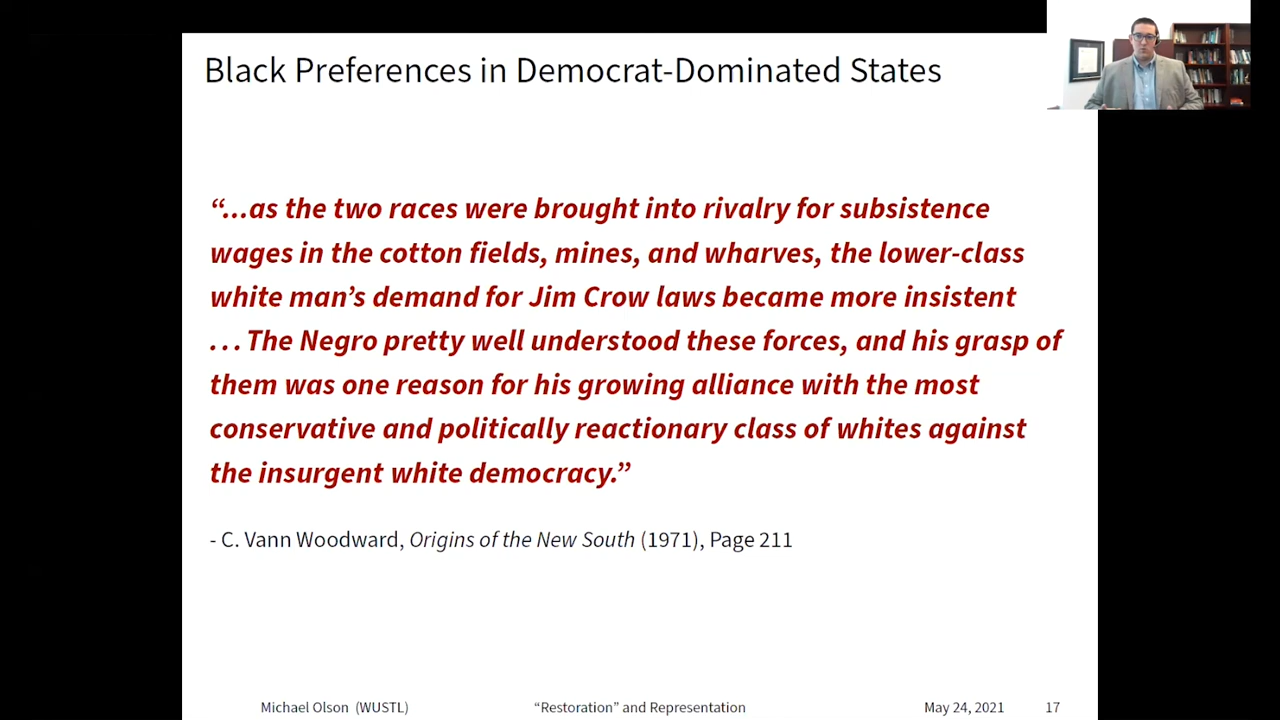 Black Preferences in Democrat-Dominated States
“...as the two races were brought into rivalry for subsistence
wages in the cotton fields, mines, and wharves, the lower-class
white man’s demand for Jim Crow laws became more insistent
. . . The Negro pretty well understood these forces, and his grasp of
them was one reason for his growing alliance with the most
conservative and politically reactionary class of whites against
the insurgent white democracy.”
- C. Vann Woodward, Origins of the New South (1971), Page 211
Michael Olson (WUSTL) “Restoration” and Representation May 24, 2021 17